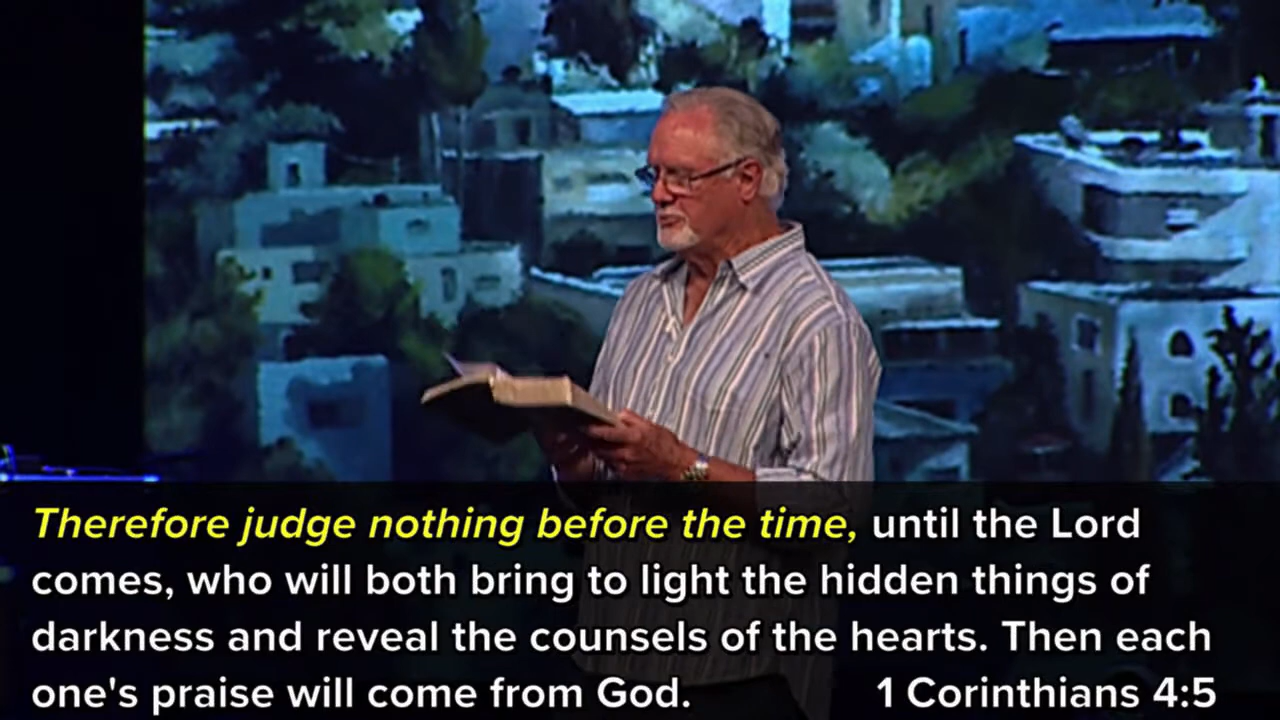 Therefore judge nothing before the time, until the Lord
comes, who will both bring to light the hidden things of
darkness and reveal the counsels of the hearts. Then each
one's praise will come from God. 1 Corinthians 4:5